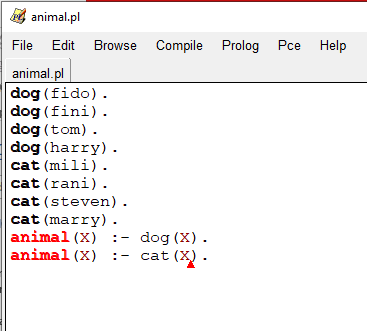 animal.pl
File Edit Browse Compile Prolog Pce Help
animal.pl
dog(fido).
dog(fini).
dog(tom).
dog(harry).
cat(mili).
cat(rani).
cat(steven).
cat(marry).
animal(X) :- dog(X).
animal(X) :- cat(X).